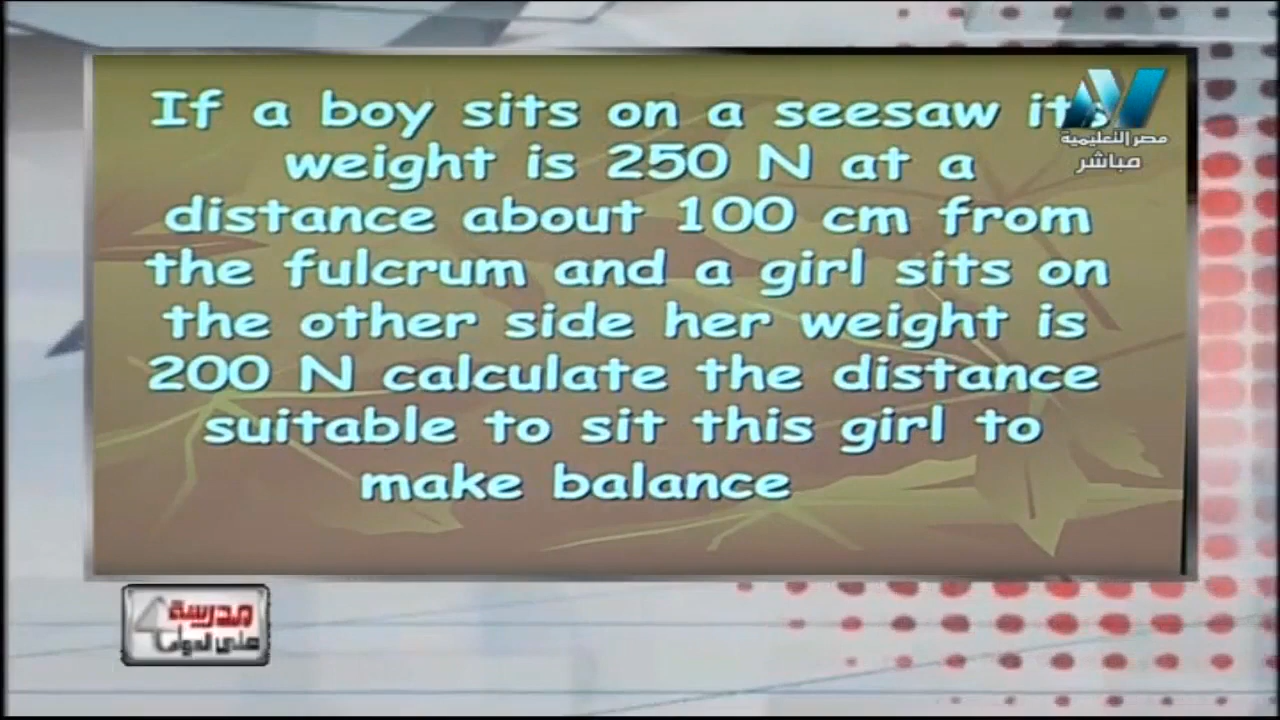 If a boy sits on a seesaw its
weight is 250 N at a
distance about 100 cm from
the fulcrum and a girl sits on
the other side her weight is
200 N calculate the distance
suitable to sit this girl to
make balance
مصر التعليمية
مباشر
مدرسة
على الهواء